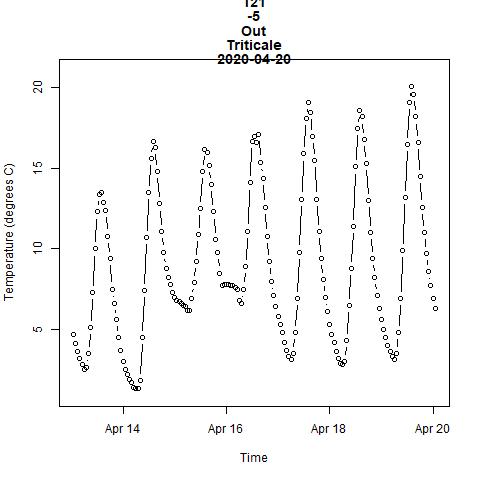 121
-5
Out
Triticale
2020-04-20
Temperature (degrees C)
20
15
10
5
Apr 14
Apr 16
Apr 18
Apr 20
Time